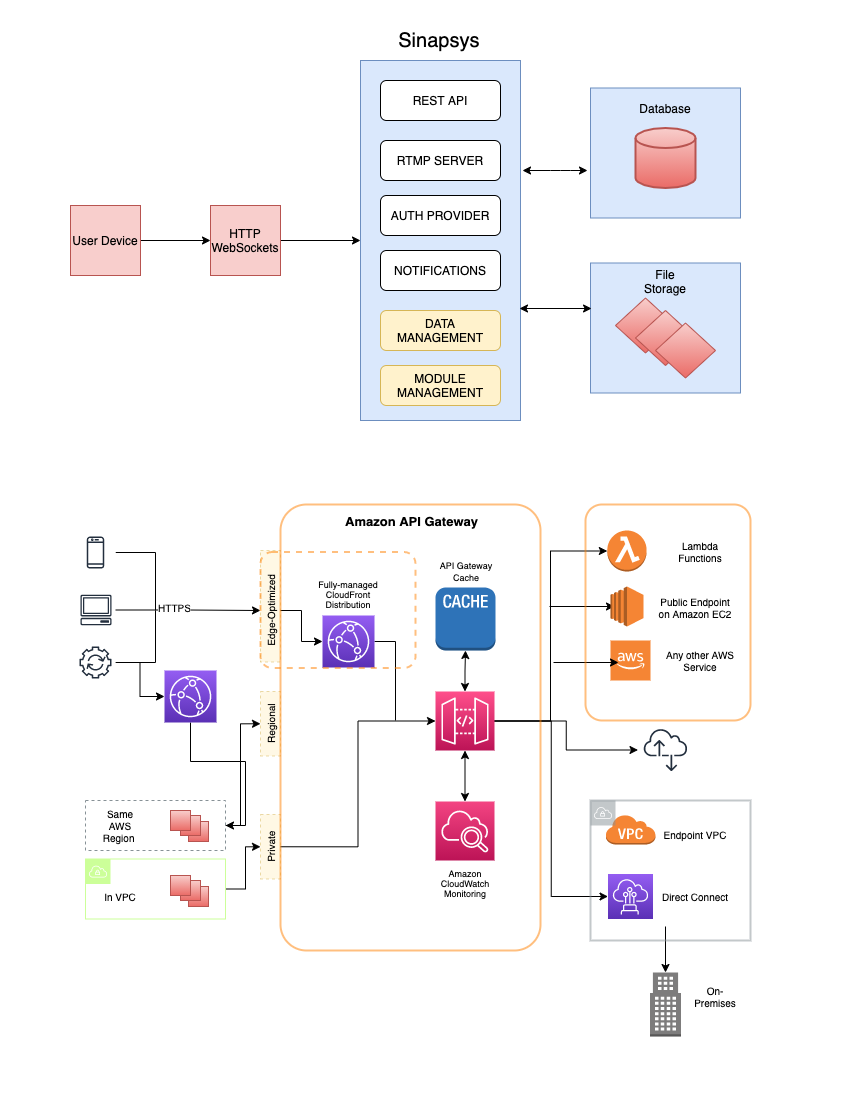 Sinapsys
REST API
RTMP SERVER
AUTH PROVIDER
NOTIFICATIONS
DATA
MANAGEMENT
MODULE
MANAGEMENT
User Device
HTTP
WebSockets
Database
File
Storage
Amazon API Gateway
HTTPS
Edge-Optimized
Fully-managed
CloudFront
Distribution
API Gateway
Cache
CACHE
Regional
Private
Same
AWS
Region
In VPC
Amazon
CloudWatch
Monitoring
Lambda
Functions
Public Endpoint
on Amazon EC2
aws
Any other AWS
Service
VPC
Endpoint VPC
Direct Connect
On-
Premises